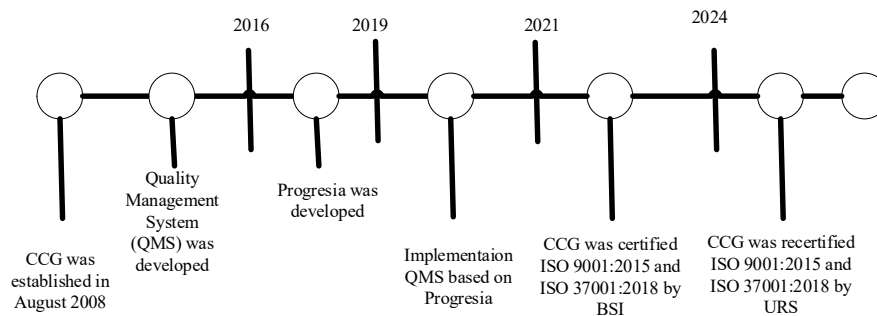 2016
2019
2021
2024
CCG was
established in
August 2008
Quality
Management
System
(QMS) was
developed
Progresia was
developed
Implementaion
QMS based on
Progresia
CCG was certified
ISO 9001:2015 and
ISO 37001:2018 by
BSI
CCG was recertified
ISO 9001:2015 and
ISO 37001:2018 by
URS